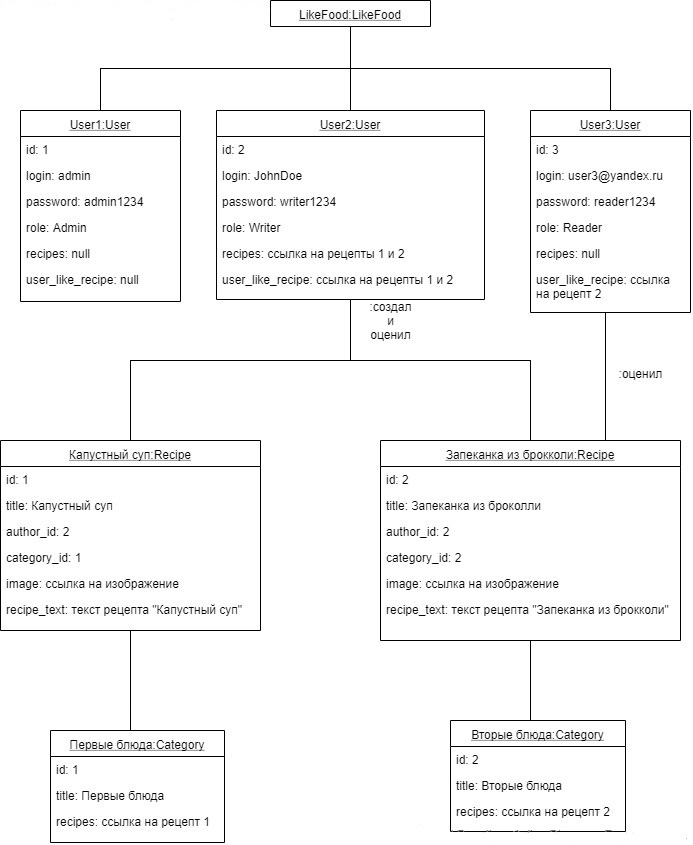 LikeFood:LikeFood
User1:User
id: 1
login: admin
password: admin1234
role: Admin
recipes: null
user_like_recipe: null
User2:User
id: 2
login: JohnDoe
password: writer1234
role: Writer
recipes: ссылка на рецепты 1 и 2
user_like_recipe: ссылка на рецепты 1 и 2
User3:User
id: 3
login: user3@yandex.ru
password: reader1234
role: Reader
recipes: null
user_like_recipe: ссылка
на рецепт 2
:создал
и
оценил
:оценил
Капустный суп:Recipe
id: 1
title: Капустный суп
author_id: 2
category_id: 1
image: ссылка на изображение
recipe_text: текст рецепта "Капустный суп"
Запеканка из брокколи:Recipe
id: 2
title: Запеканка из броколли
author_id: 2
category_id: 2
image: ссылка на изображение
recipe_text: текст рецепта "Запеканка из брокколи"
Первые блюда:Category
id: 1
title: Первые блюда
recipes: ссылка на рецепт 1
Вторые блюда:Category
id: 2
title: Вторые блюда
recipes: ссылка на рецепт 2